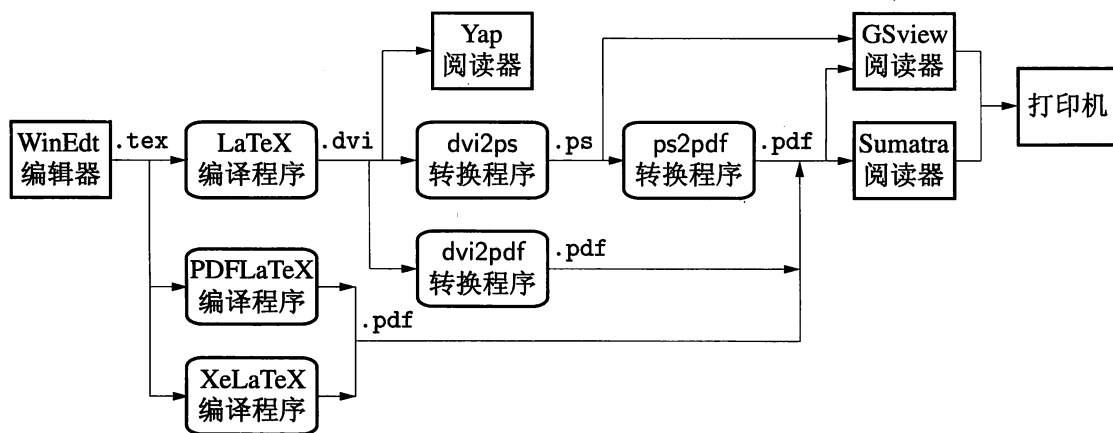 Yap
阅读器
GSview
阅读器
打印机
WinEdt
编辑器
.tex
LaTeX
编译程序
.dvi
dvi2ps
转换程序
.ps
ps2pdf
转换程序
.pdf
Sumatra
阅读器
dvi2pdf
转换程序
.pdf
PDFLaTeX
编译程序
.pdf
XeLaTeX
编译程序